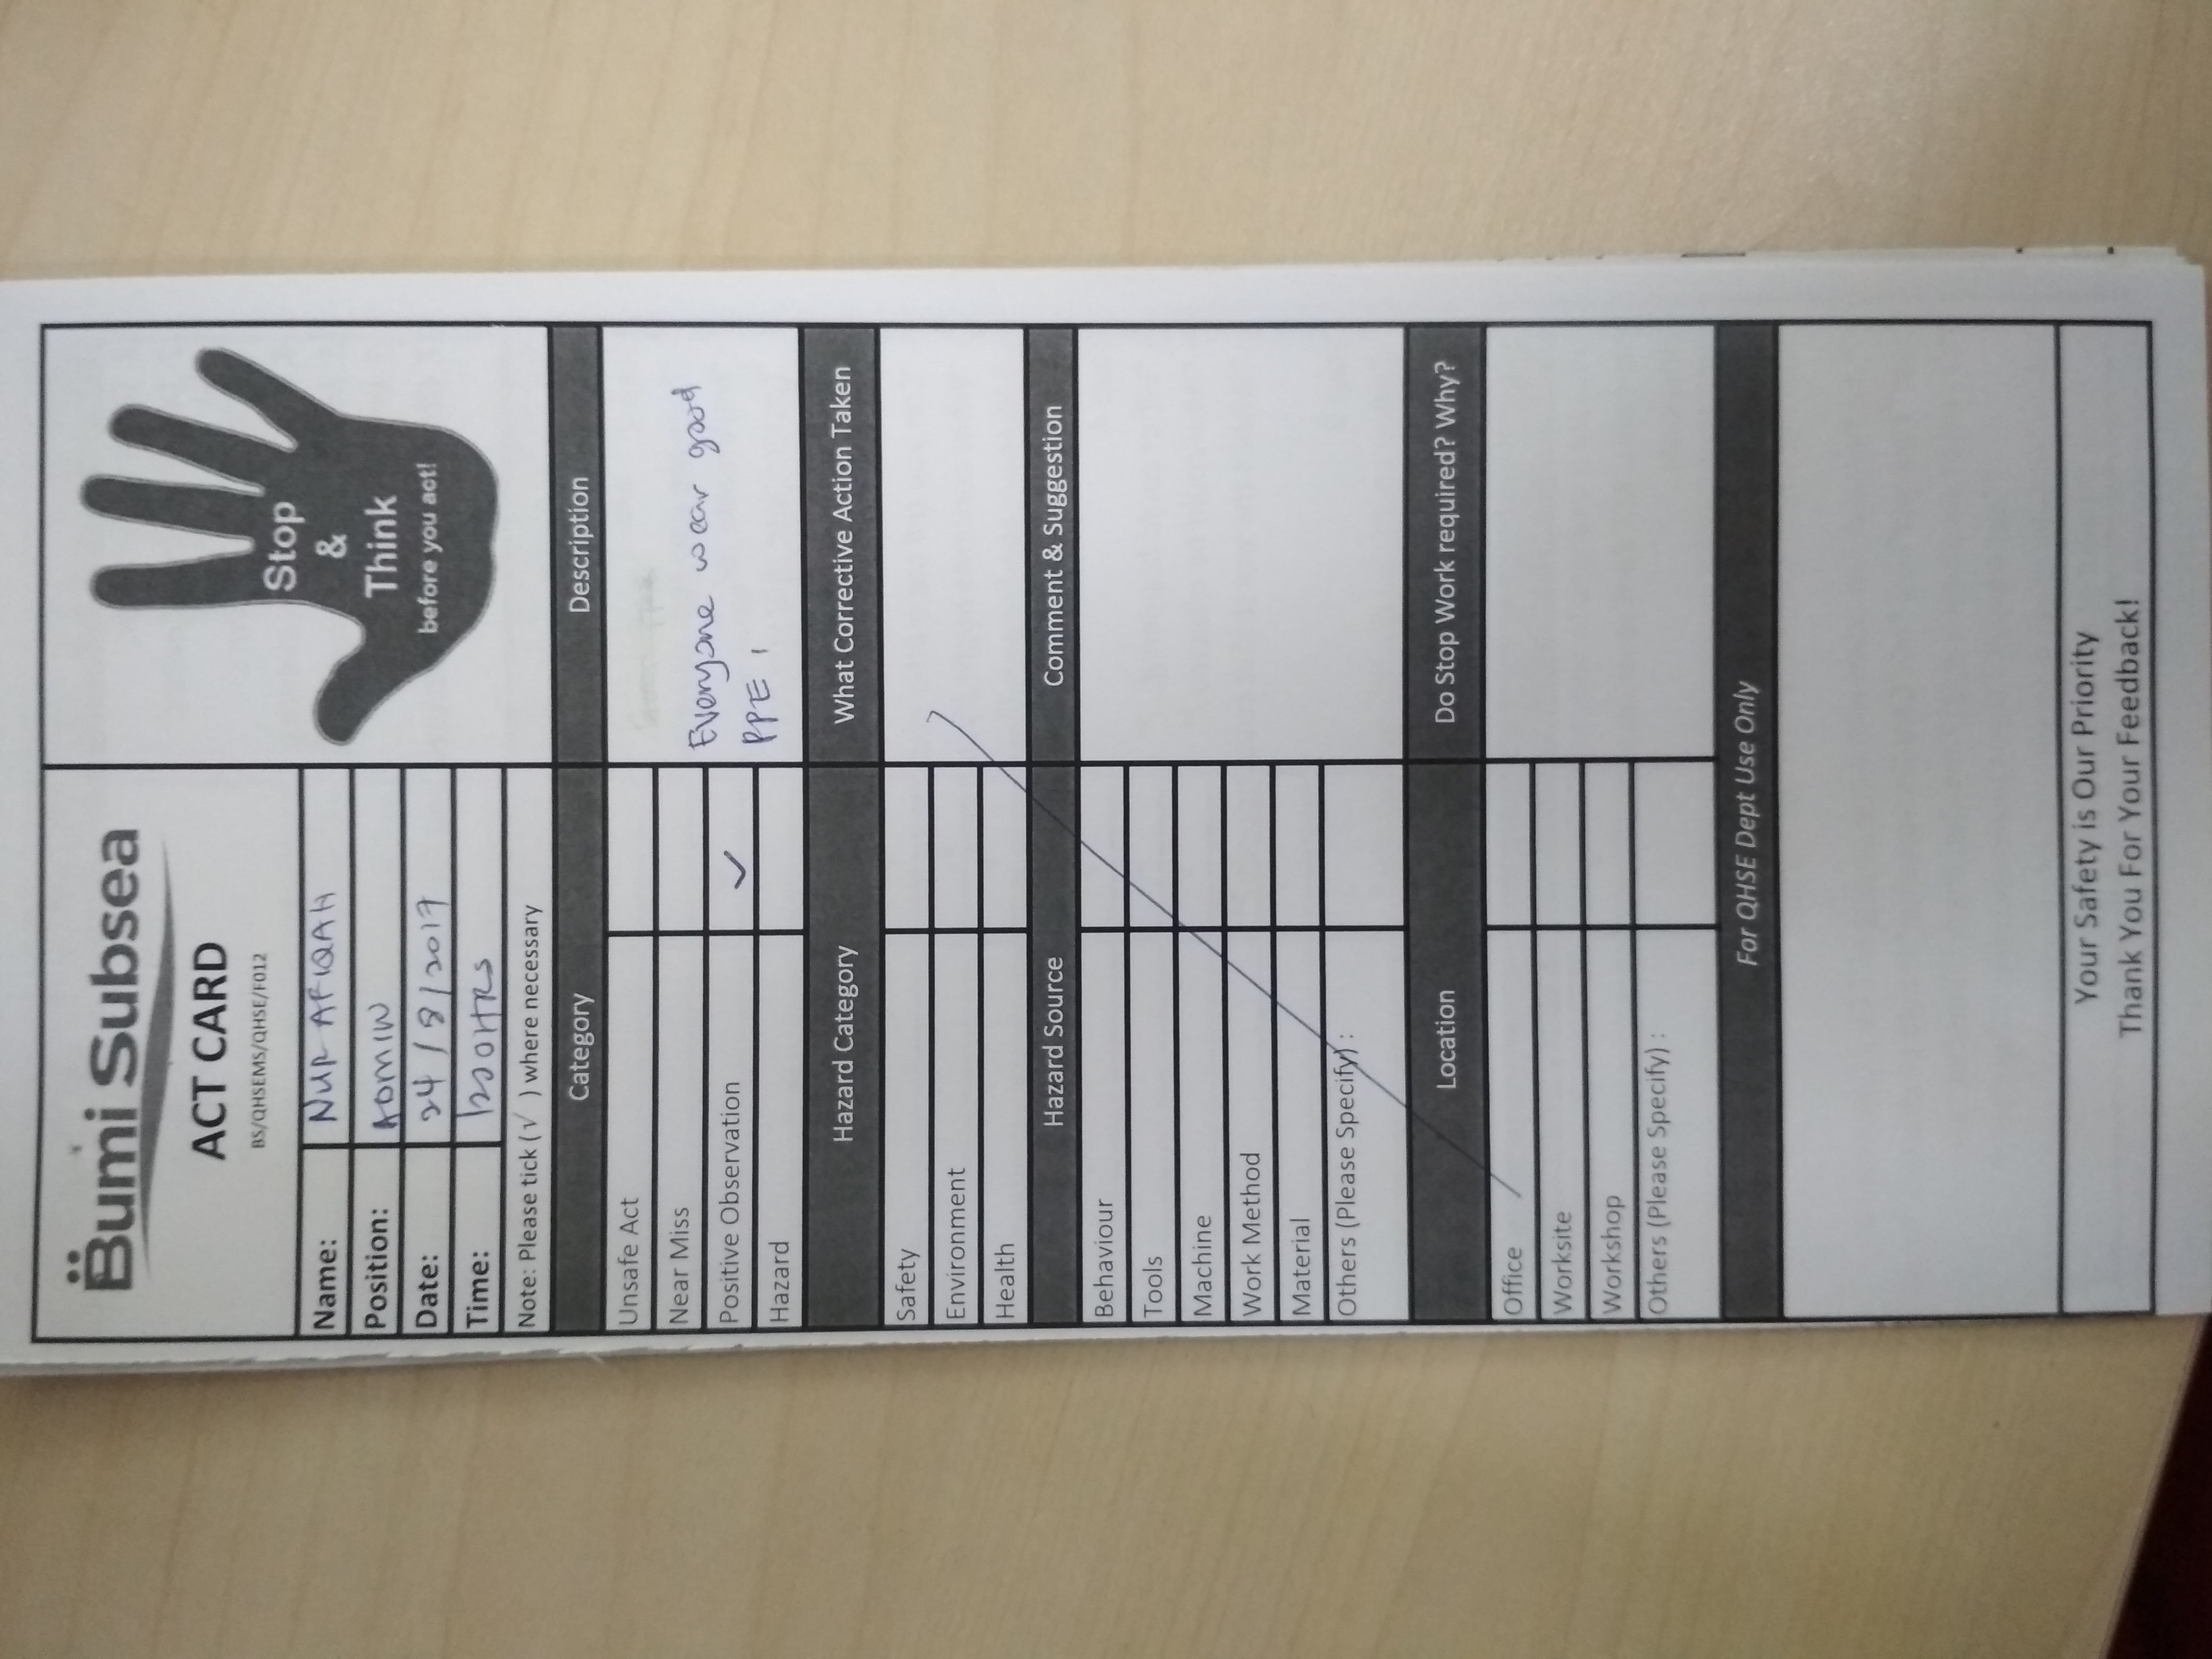 Bumi Subsea
ACT CARD
BS/QHSEMS/QHSE/F012
Stop
&
Think
before you act!
Name: NUR AFIQAH
Position: ADMIN
Date: 24 / 8 / 2017
Time: 1200HRS
Note: Please tick (√ ) where necessary
Category Description
Unsafe Act
Near Miss
Positive Observation ✓
Hazard
Everyone wear good
PPE
Hazard Category What Corrective Action Taken
Safety
Environment
Health
Hazard Source Comment & Suggestion
Behaviour
Tools
Machine
Work Method
Material
Others (Please Specify) :
Location Do Stop Work required? Why?
Office
Worksite
Workshop
Others (Please Specify) :
For QHSE Dept Use Only
Your Safety is Our Priority
Thank You For Your Feedback!